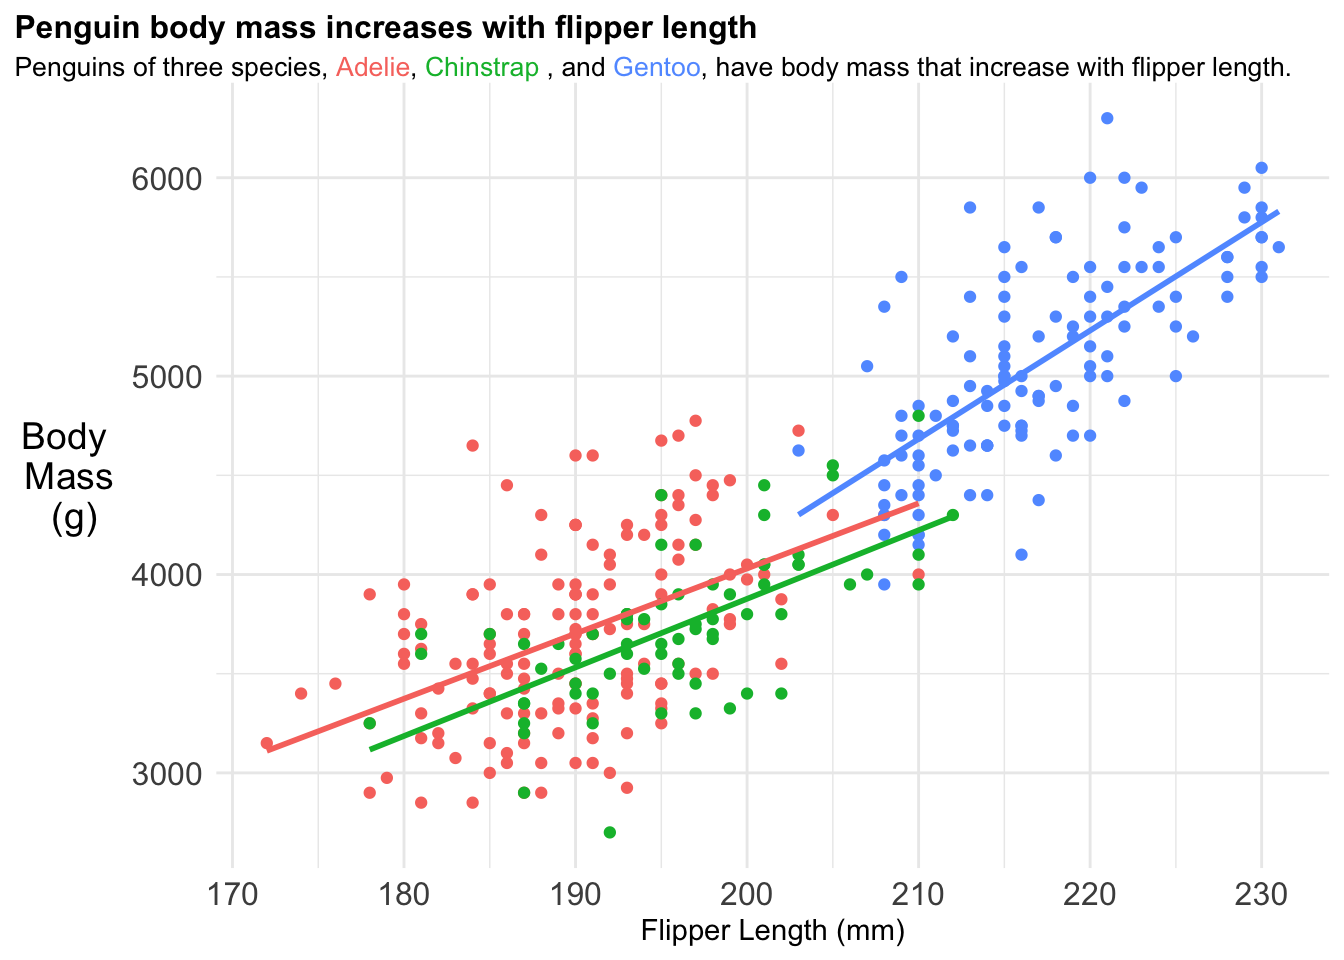 Penguin body mass increases with flipper length
Penguins of three species, Adelie, Chinstrap , and Gentoo, have body mass that increase with flipper length.
6000
5000
4000
3000
Body
Mass
(g)
170 180 190 200 210 220 230
Flipper Length (mm)